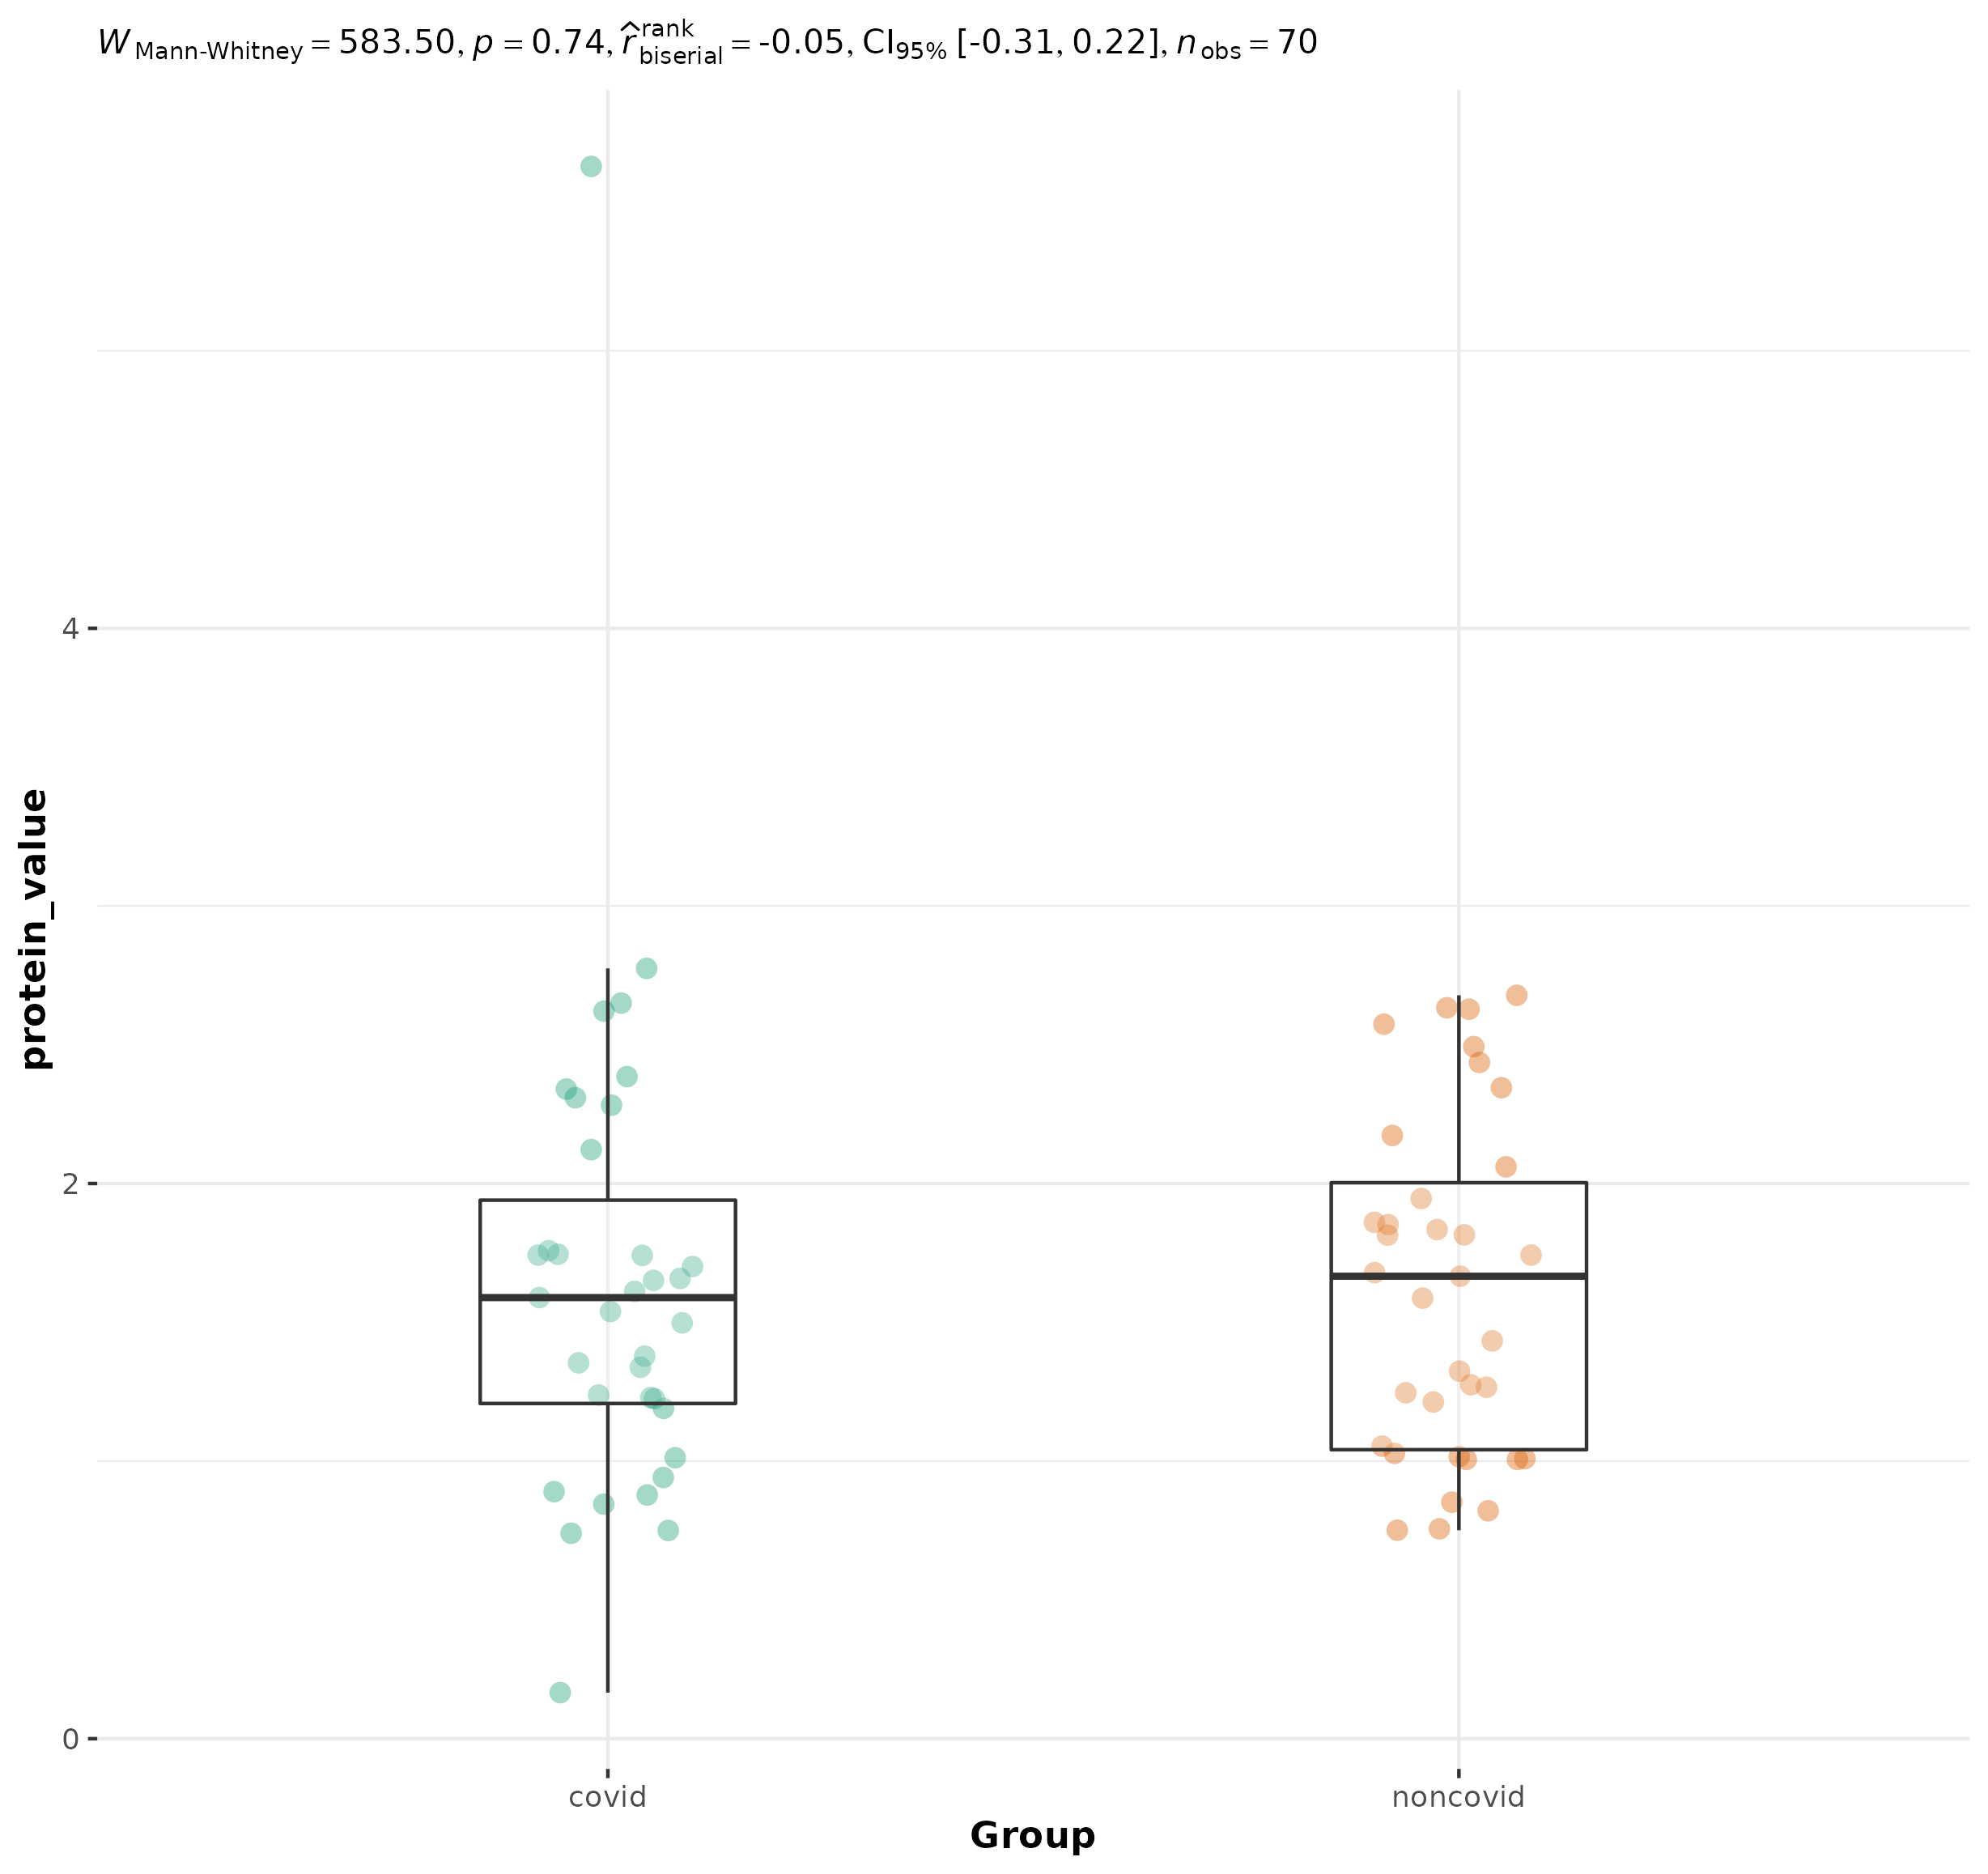 W Mann-Whitney = 583.50, p = 0.74, r̂ rank biserial = -0.05, CI95% [-0.31, 0.22], n obs = 70
protein_value
4
2
0
covid noncovid
Group